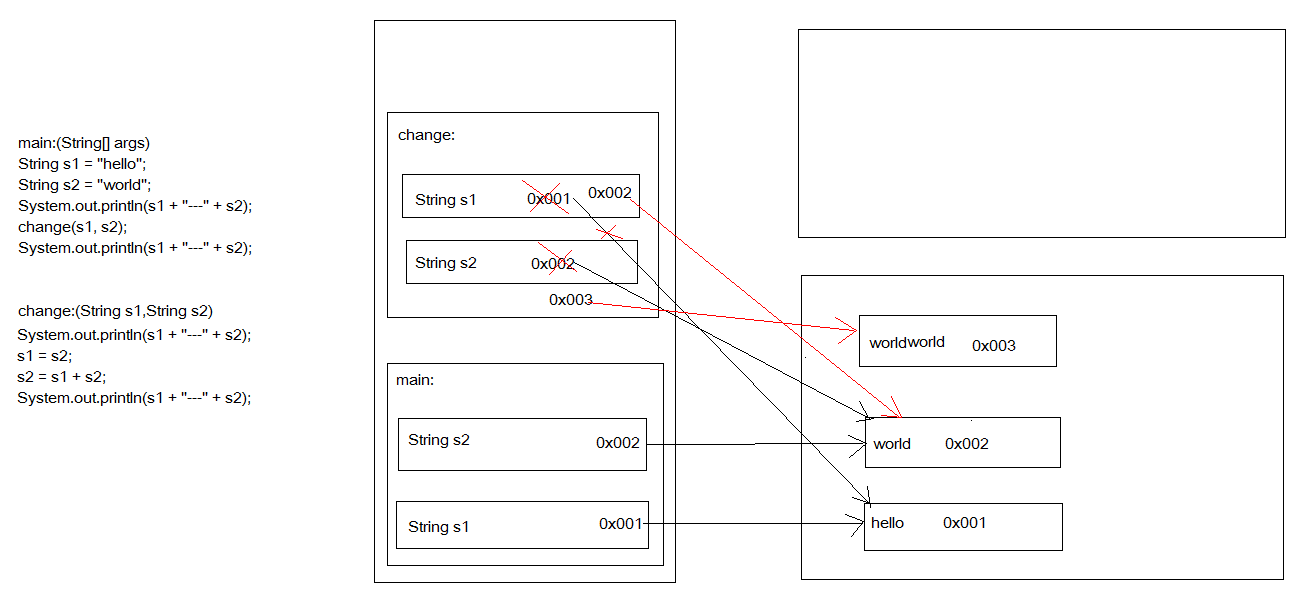 main:(String[] args)
String s1 = "hello";
String s2 = "world";
System.out.println(s1 + "---" + s2);
change(s1, s2);
System.out.println(s1 + "---" + s2);
change:(String s1,String s2)
System.out.println(s1 + "---" + s2);
s1 = s2;
s2 = s1 + s2;
System.out.println(s1 + "---" + s2);
change:
String s1 0x001 0x002
String s2 0x002
0x003
main:
String s2 0x002
String s1 0x001
worldworld 0x003
world 0x002
hello 0x001